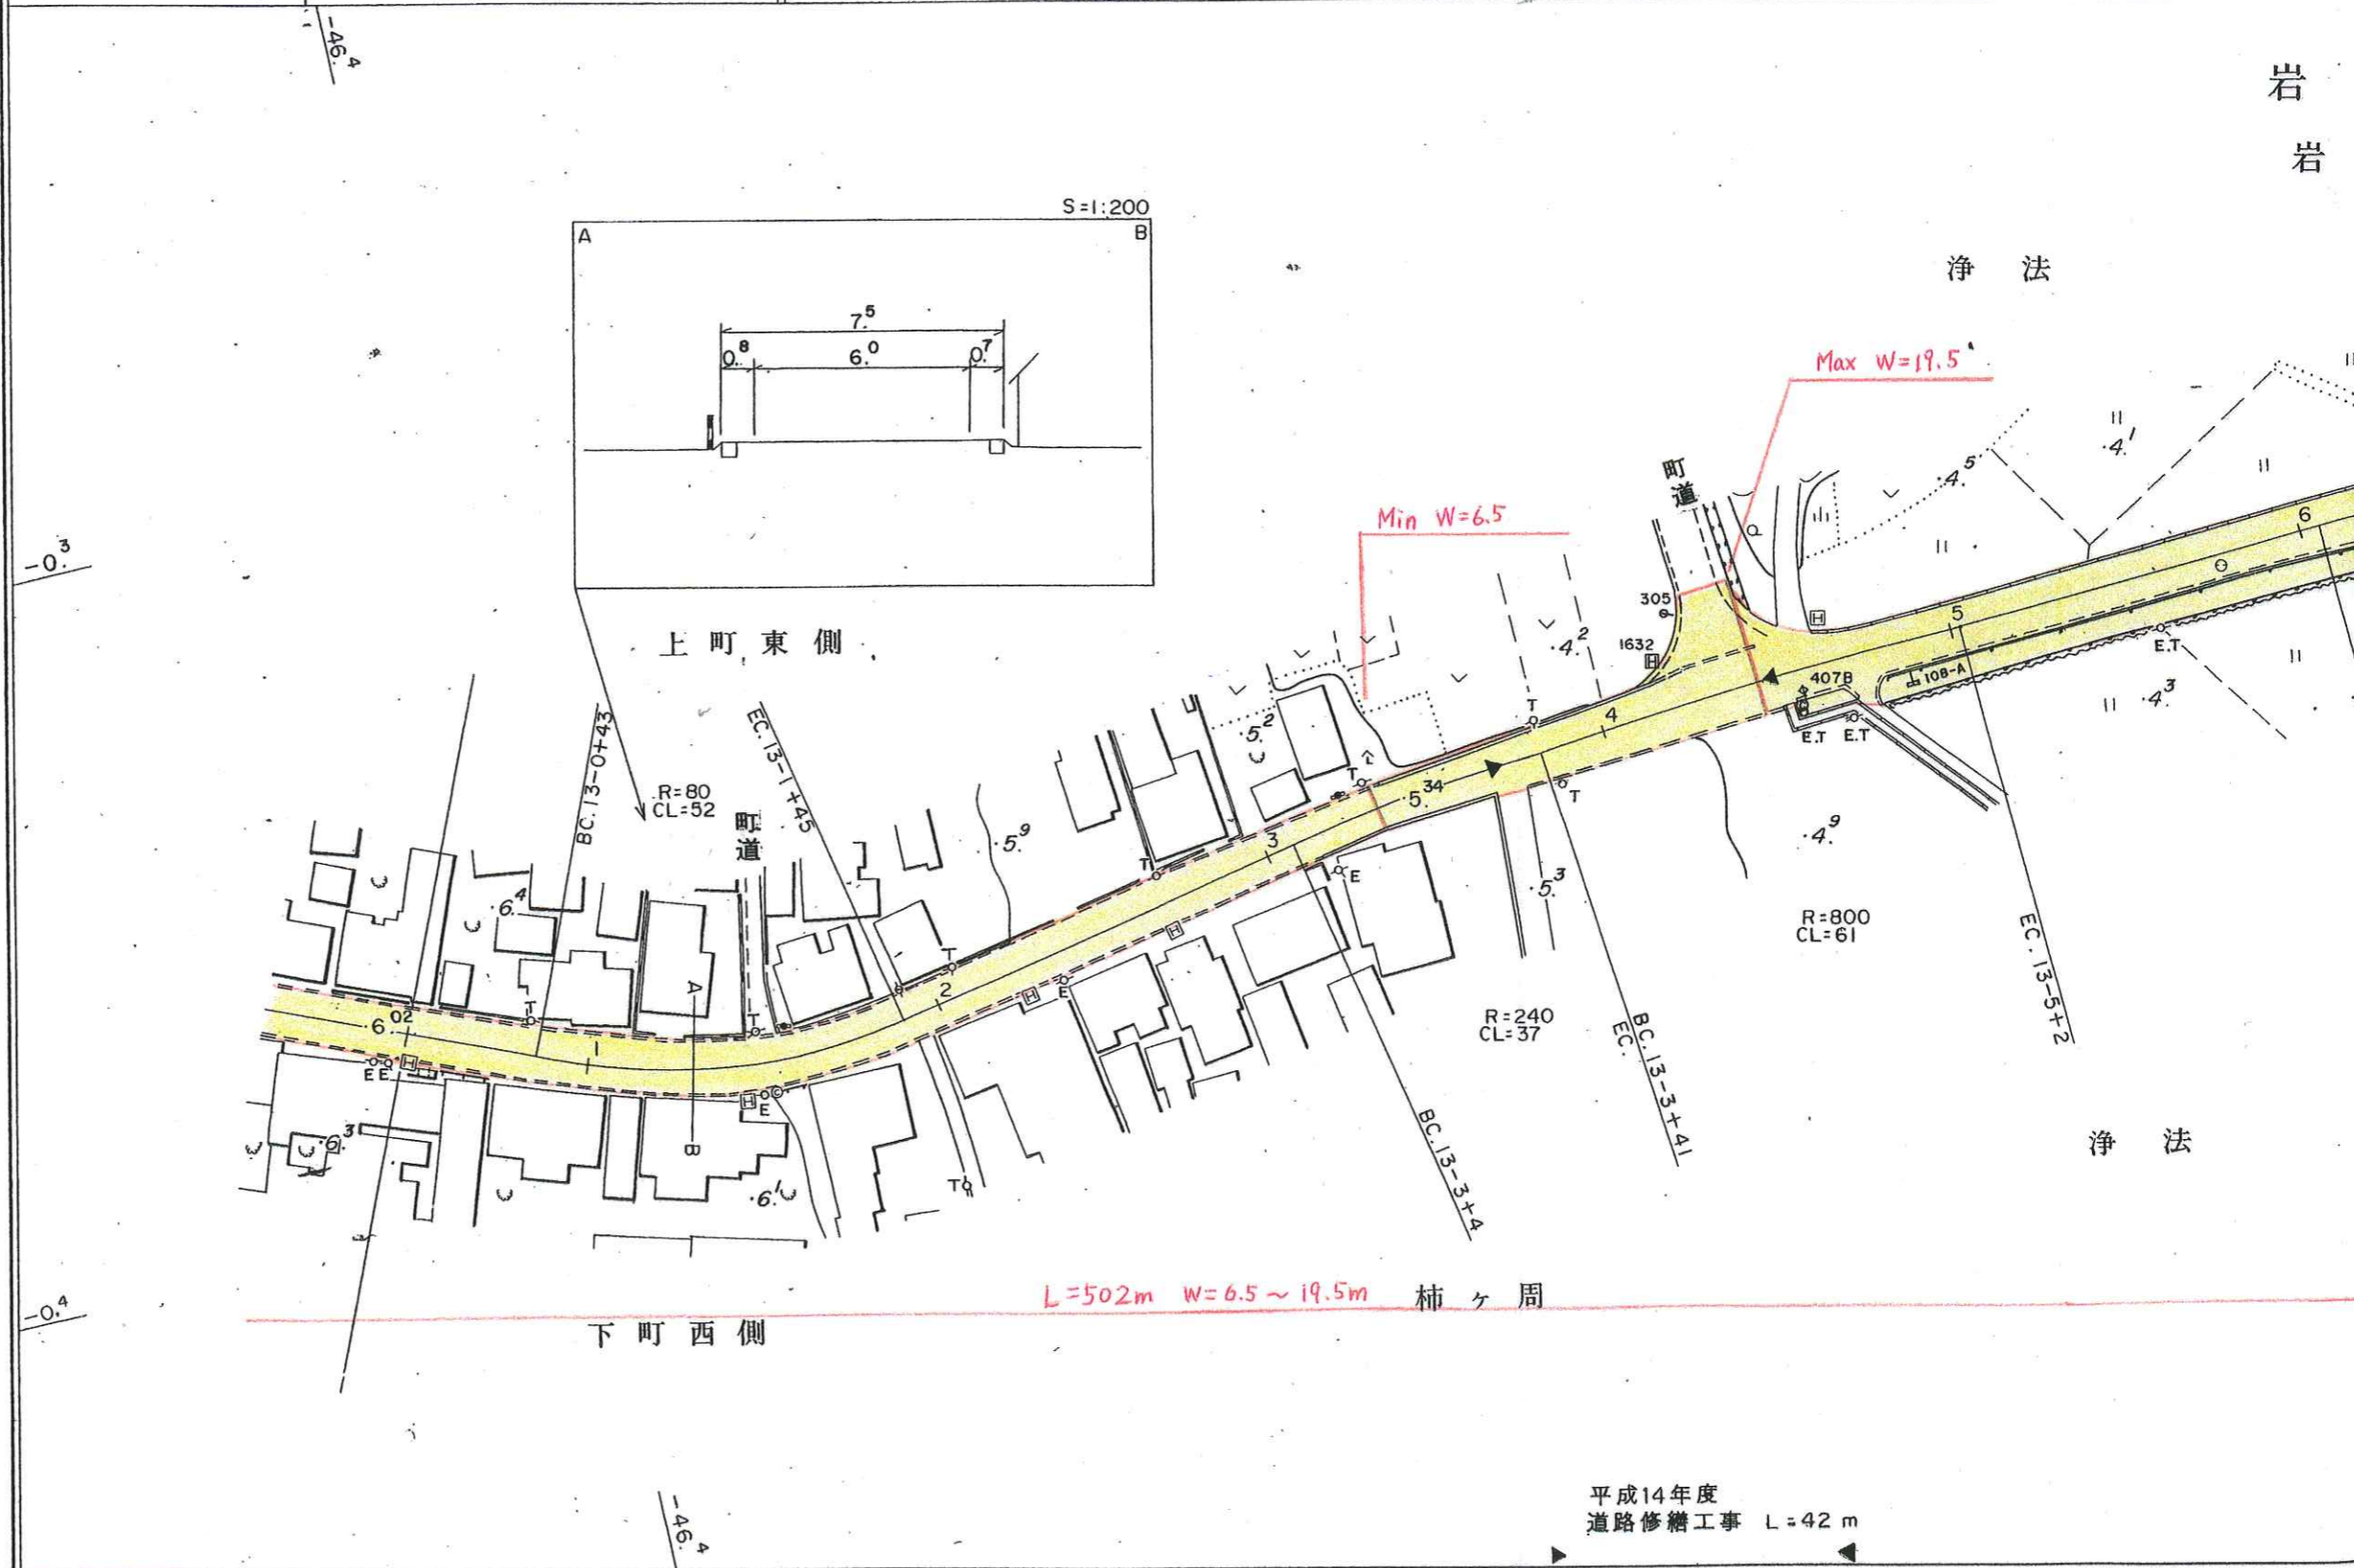 -46.4
岩
岩
S=1:200
A B
7.5
0.8 6.0 0.7
浄 法
Max W=19.5
Min W=6.5
町道
-0.3
上町東側
4.1
4.5
6
305
1632
4.2
5
E.T
108-A
407B
4.3
E.T E.T
5.2
T
4
T
5.34
T
BC.13-0+43
EC.13-1+45
R=80
CL=52
町道
5.9
T
3
E
5.3
4.9
R=800
CL=61
EC.13-5+2
6.4
A
T
2
H
E
H
R=240
CL=37
EC.
BC.13-3+41
6.02
T
1
T
E E H
H E C
B
6.3
6.1
T
BC.13-3+4
浄 法
-0.4
L=502m W=6.5～19.5m 柿ヶ周
下町西側
-46.4
平成14年度
道路修繕工事 L=42 m